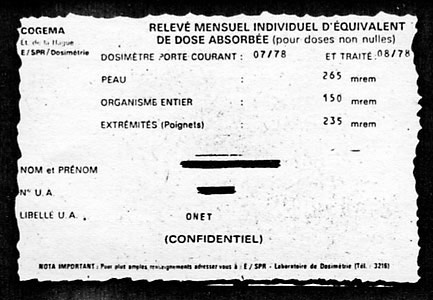 COGEMA
Et. de la Hague
E/SPR/Dosimétrie
RELEVÉ MENSUEL INDIVIDUEL D'ÉQUIVALENT
DE DOSE ABSORBÉE (pour doses non nulles)
DOSIMÈTRE PORTE COURANT : 07/78 ET TRAITÉ : 08/78
PEAU : 265 mrem
ORGANISME ENTIER : 150 mrem
EXTRÉMITÉS (Poignets) : 235 mrem
NOM et PRÉNOM
N° U.A.
LIBELLE U.A. : ONET
(CONFIDENTIEL)
NOTA IMPORTANT : Pour plus amples renseignements adresser vous à : E / SPR - Laboratoire de Dosimétrie (Tél. : 3216)